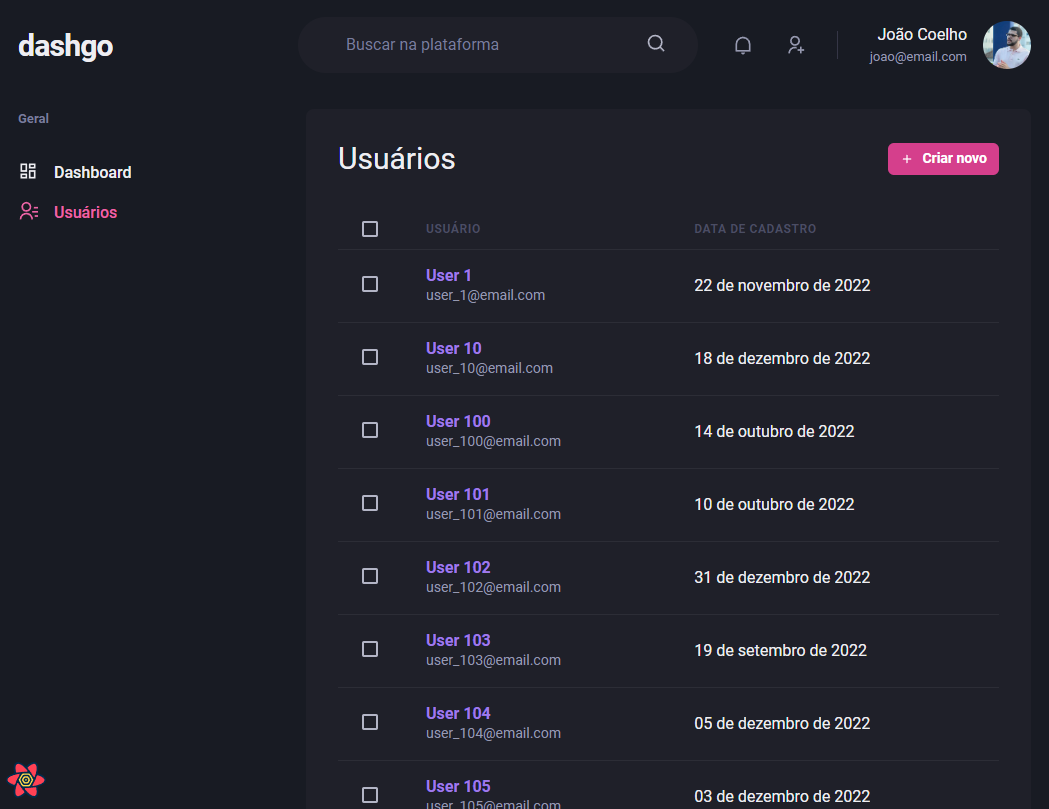 dashgo
Buscar na plataforma
João Coelho
joao@email.com
Geral
Dashboard
Usuários
Usuários
+ Criar novo
USUÁRIO DATA DE CADASTRO
User 1
user_1@email.com
22 de novembro de 2022
User 10
user_10@email.com
18 de dezembro de 2022
User 100
user_100@email.com
14 de outubro de 2022
User 101
user_101@email.com
10 de outubro de 2022
User 102
user_102@email.com
31 de dezembro de 2022
User 103
user_103@email.com
19 de setembro de 2022
User 104
user_104@email.com
05 de dezembro de 2022
User 105
user_105@email.com
03 de dezembro de 2022